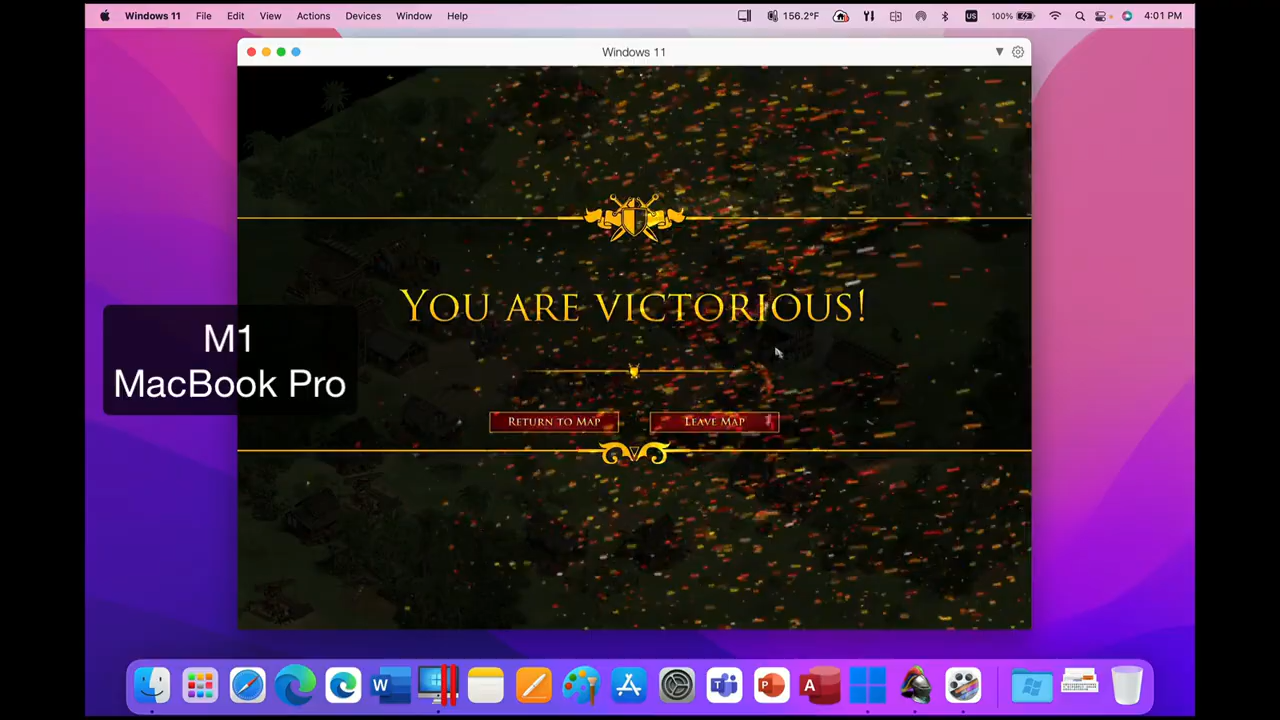 Windows 11 File Edit View Actions Devices Window Help 156.2°F US 100% 4:01 PM
Windows 11
YOU ARE VICTORIOUS!
M1
MacBook Pro
RETURN TO MAP LEAVE MAP
W P A